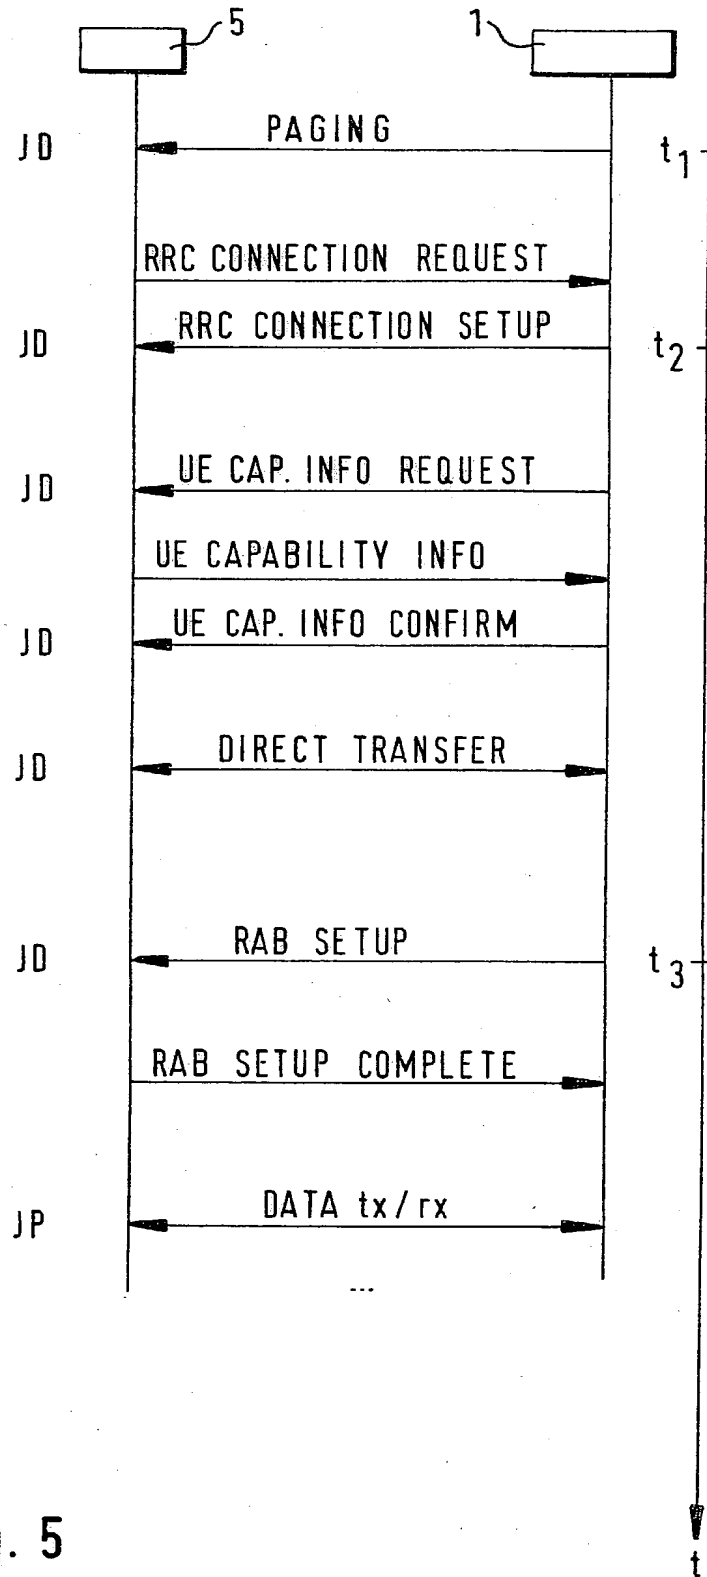 5 1
PAGING
JD t1
RRC CONNECTION REQUEST
RRC CONNECTION SETUP
JD t2
UE CAP. INFO REQUEST
JD
UE CAPABILITY INFO
UE CAP. INFO CONFIRM
JD
DIRECT TRANSFER
JD
RAB SETUP
JD t3
RAB SETUP COMPLETE
DATA tx/rx
JP
...
. 5
t